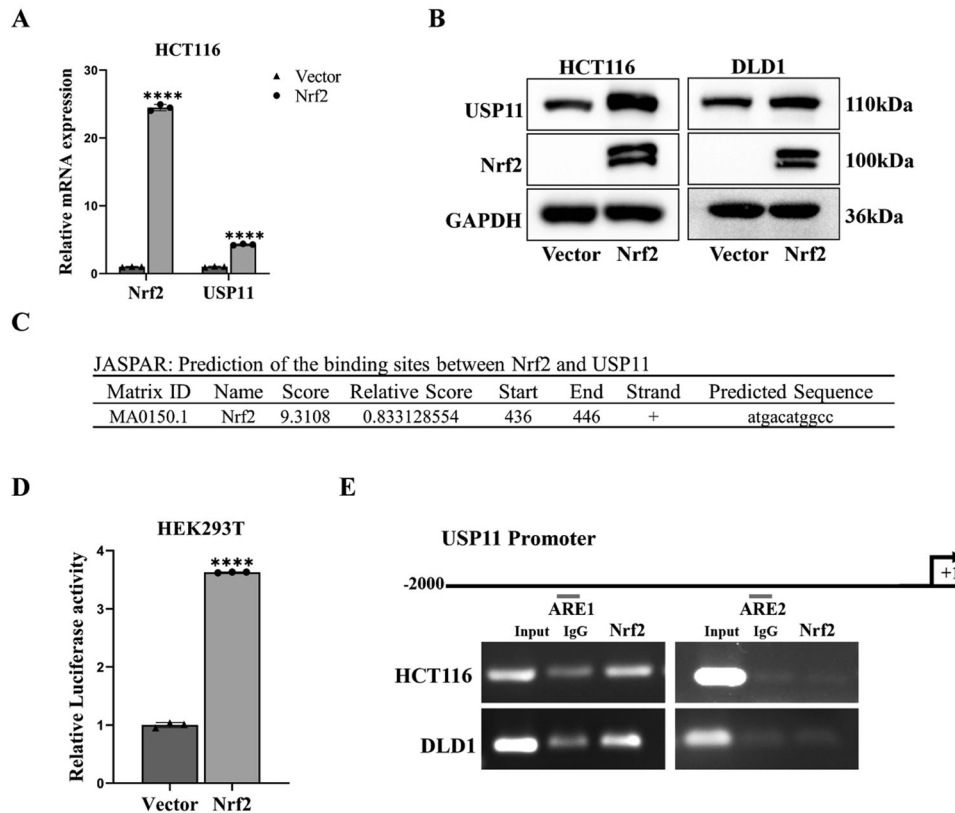 A
HCT116
Relative mRNA expression
30
20
10
0
****
****
Nrf2
USP11
Vector
Nrf2
B
HCT116
DLD1
USP11
110kDa
Nrf2
100kDa
GAPDH
36kDa
Vector
Nrf2
Vector
Nrf2
C
JASPAR: Prediction of the binding sites between Nrf2 and USP11
Matrix ID Name Score Relative Score Start End Strand Predicted Sequence
MA0150.1 Nrf2 9.3108 0.833128554 436 446 + atgacatggcc
D
HEK293T
Relative Luciferase activity
4
3
2
1
0
****
Vector
Nrf2
E
USP11 Promoter
-2000
+1
ARE1
ARE2
Input IgG Nrf2
Input IgG Nrf2
HCT116
DLD1